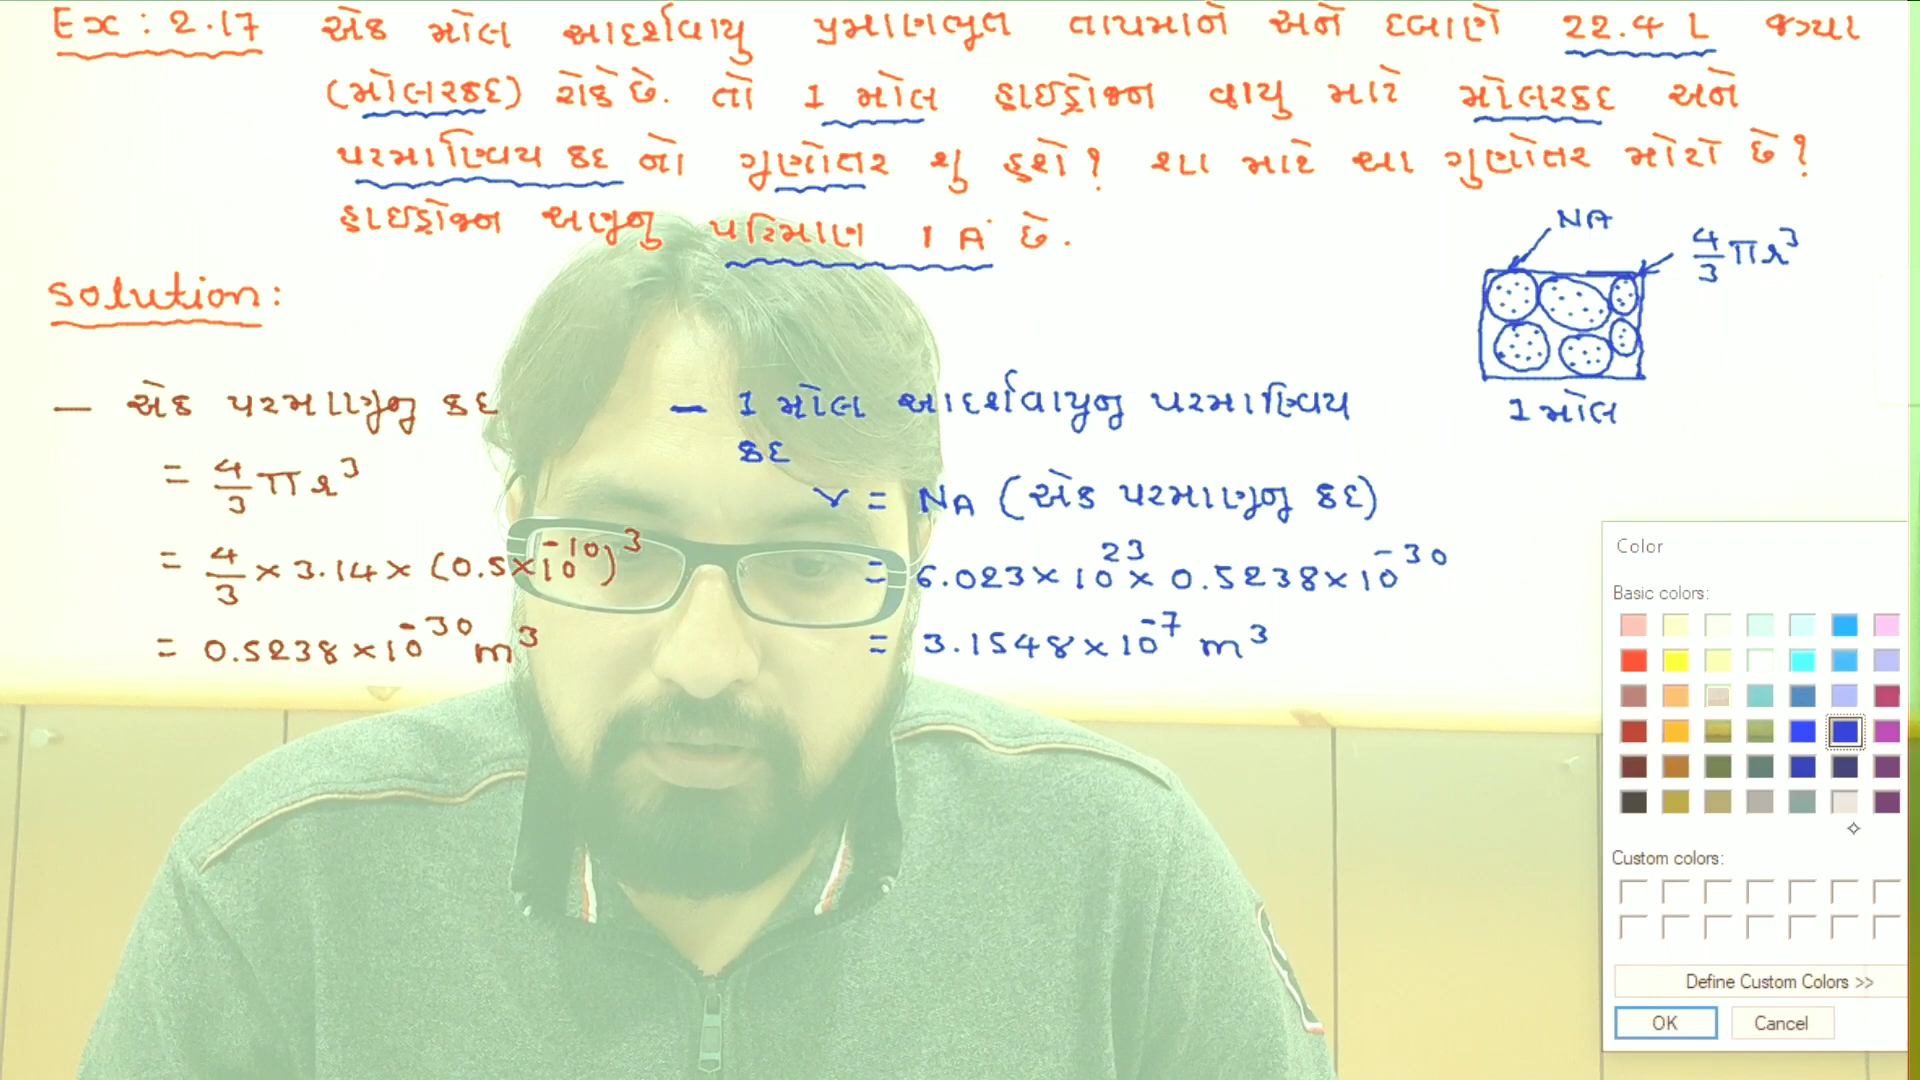 Ex : 2.17 એક મોલ આદર્શવાયુ પ્રમાણભૂત તાપમાને અને દબાણે 22.4 L જગ્યા
(મોલરકદ) રોકે છે. તો 1 મોલ હાઇડ્રોજન વાયુ માટે મોલરકદ અને
પરમાણ્વિય કદ નો ગુણોતર શુ હશે? શા માટે આ ગુણોતર મોટો છે?
હાઇડ્રોજન અણુનુ પરિમાણ 1 A° છે.
NA
4/3 πr³
1 મોલ
Solution:
– એક પરમાણુનુ કદ
= 4/3 πr³
= 4/3 × 3.14 × (0.5×10⁻¹⁰)³
= 0.5238 × 10⁻³⁰ m³
– 1 મોલ આદર્શવાયુનુ પરમાણ્વિય
કદ
V = NA (એક પરમાણુનુ કદ)
= 6.023 × 10²³ × 0.5238 × 10⁻³⁰
= 3.1548 × 10⁻⁷ m³
Color
Basic colors:
Custom colors:
Define Custom Colors >>
OK
Cancel